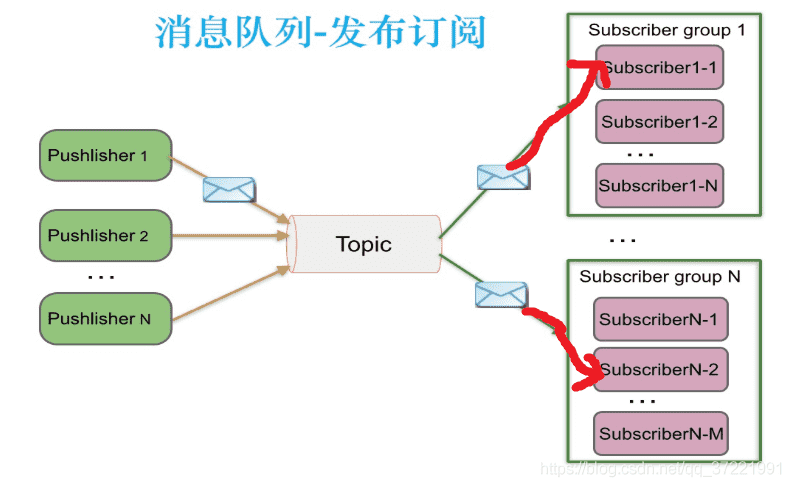 消息队列-发布订阅
Pushlisher 1
Pushlisher 2
...
Pushlisher N
Topic
Subscriber group 1
Subscriber1-1
Subscriber1-2
...
Subscriber1-N
...
Subscriber group N
SubscriberN-1
SubscriberN-2
...
SubscriberN-M
https://blog.csdn.net/qq_37221991